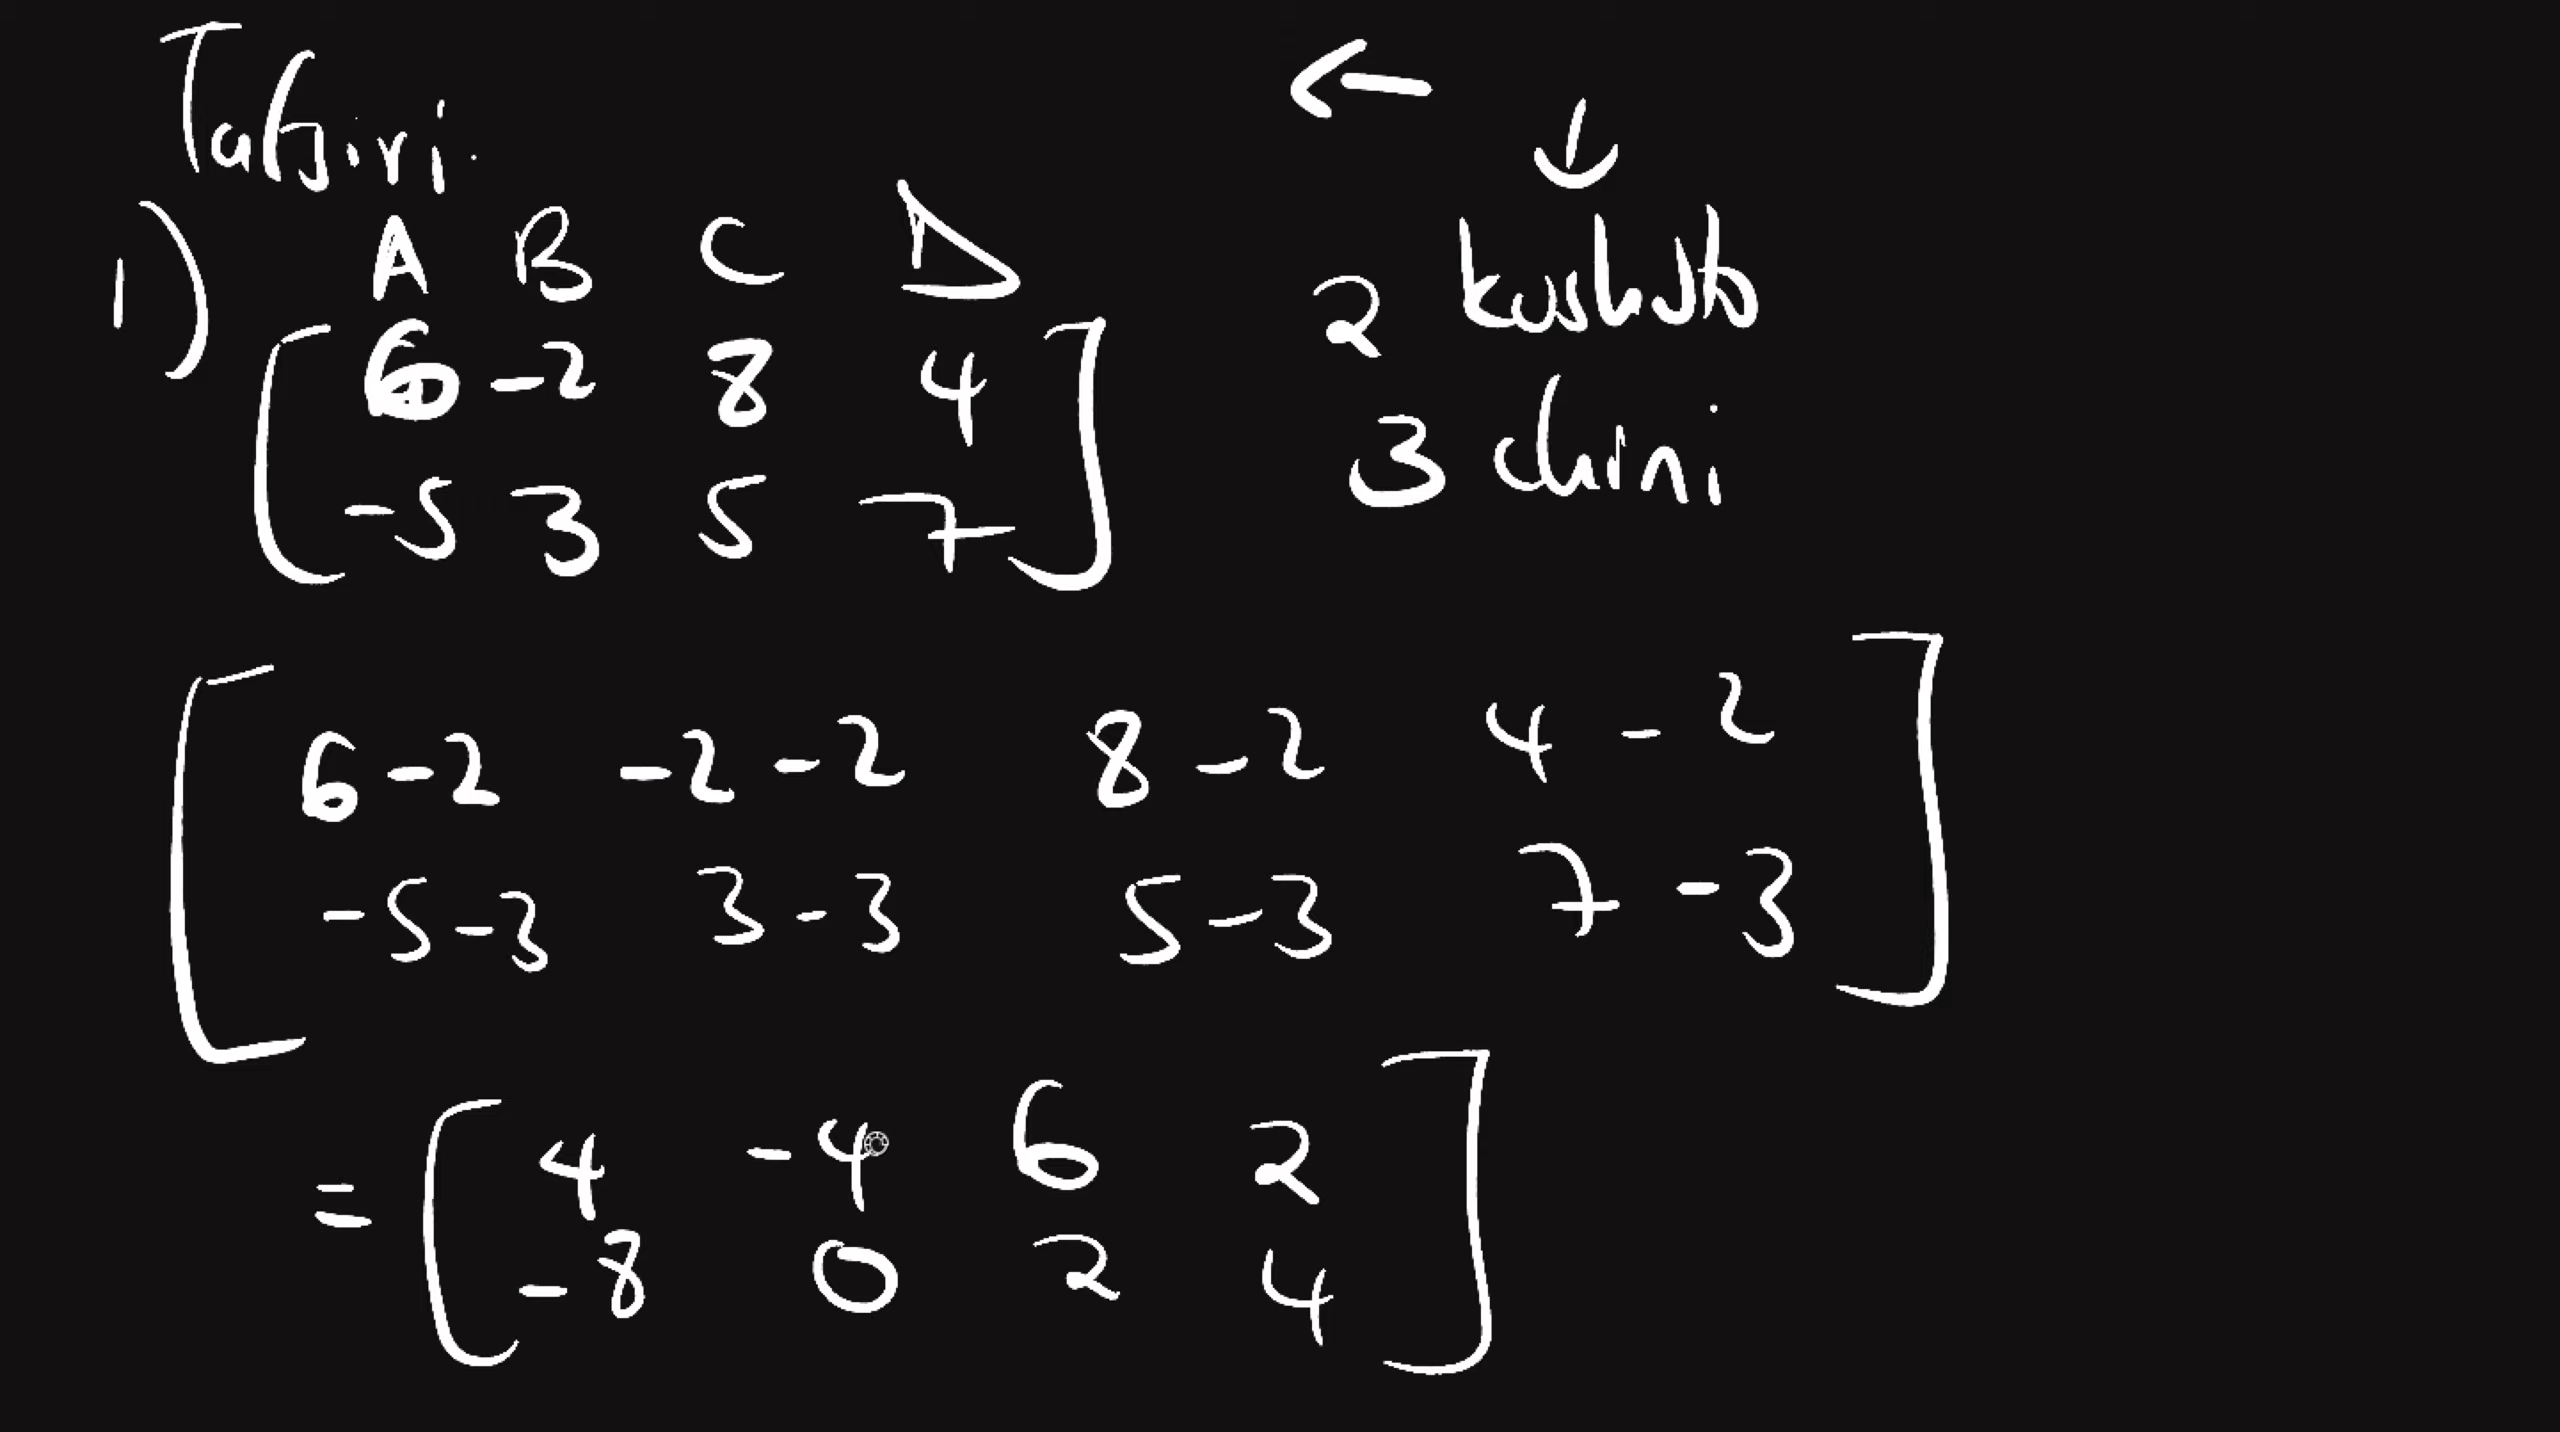 Tafsiri.
← ↓
1) A B C D
[ 6 -2 8 4 ]
[ -5 3 5 7 ]
2 kushoto
3 chini
[ 6-2 -2-2 8-2 4-2 ]
[ -5-3 3-3 5-3 7-3 ]
= [ 4 -4 6 2 ]
[ -8 0 2 4 ]